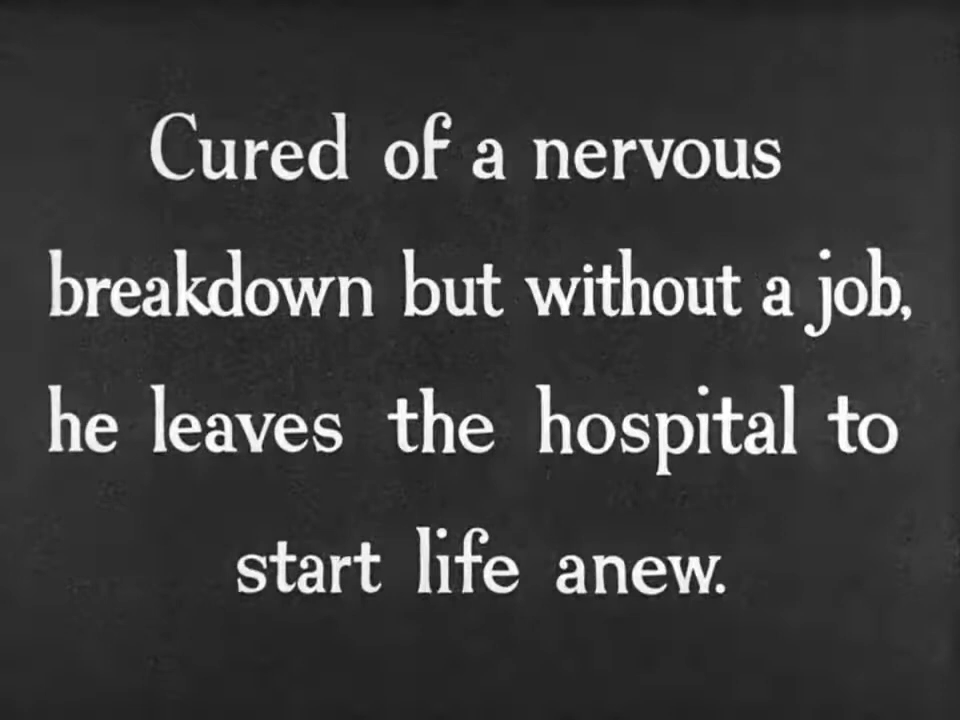 Cured of a nervous
breakdown but without a job,
he leaves the hospital to
start life anew.